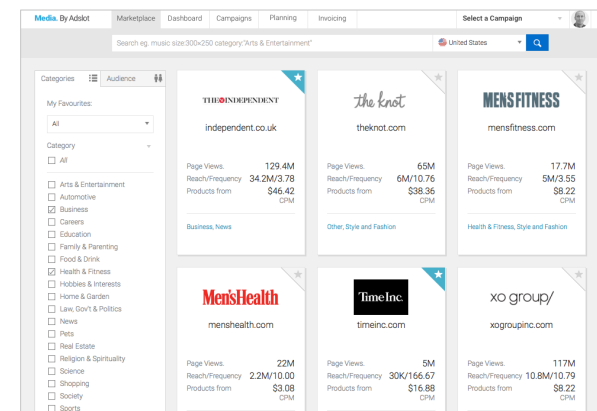 Media. By Adslot Marketplace Dashboard Campaigns Planning Invoicing Select a Campaign
Search eg. music size:300×250 category:"Arts & Entertainment" United States
Categories Audience
My Favourites:
All
Category
All
Arts & Entertainment
Automotive
Business
Careers
Education
Family & Parenting
Food & Drink
Health & Fitness
Hobbies & Interests
Home & Garden
Law, Gov't & Politics
News
Pets
Real Estate
Religion & Spirituality
Science
Shopping
Society
Sports
THE INDEPENDENT
independent.co.uk
Page Views. 129.4M
Reach/Frequency 34.2M/3.78
Products from $46.42
CPM
Business, News
the knot
theknot.com
Page Views. 65M
Reach/Frequency 6M/10.76
Products from $38.36
CPM
Other, Style and Fashion
MEN'S FITNESS
mensfitness.com
Page Views. 17.7M
Reach/Frequency 5M/3.55
Products from $8.22
CPM
Health & Fitness, Style and Fashion
Men'sHealth
menshealth.com
Page Views. 22M
Reach/Frequency 2.2M/10.00
Products from $3.08
CPM
Time Inc.
timeinc.com
Page Views. 5M
Reach/Frequency 30K/166.67
Products from $16.88
CPM
xo group/
xogroupinc.com
Page Views. 117M
Reach/Frequency 10.8M/10.79
Products from $8.22
CPM